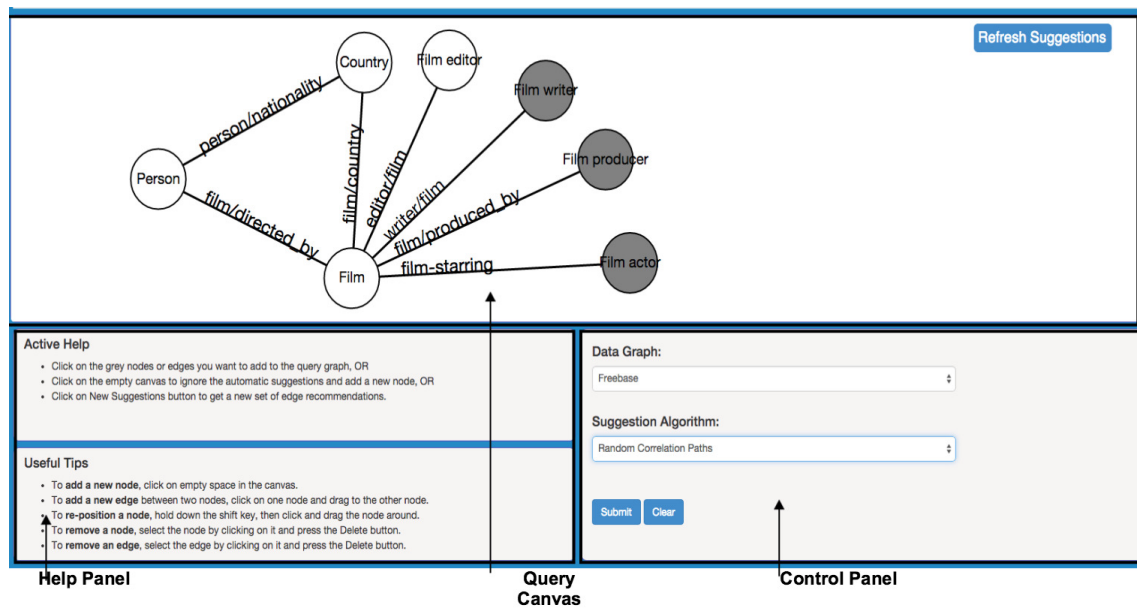 Refresh Suggestions
Country
Film editor
Film writer
person/nationality
film/country
editor/film
writer/film
Film producer
Person
film/directed_by
film/produced_by
film-starring
Film actor
Film
Active Help
• Click on the grey nodes or edges you want to add to the query graph, OR
• Click on the empty canvas to ignore the automatic suggestions and add a new node, OR
• Click on New Suggestions button to get a new set of edge recommendations.
Useful Tips
• To add a new node, click on empty space in the canvas.
• To add a new edge between two nodes, click on one node and drag to the other node.
• To re-position a node, hold down the shift key, then click and drag the node around.
• To remove a node, select the node by clicking on it and press the Delete button.
• To remove an edge, select the edge by clicking on it and press the Delete button.
Data Graph:
Freebase
Suggestion Algorithm:
Random Correlation Paths
Submit Clear
Help Panel
Query
Canvas
Control Panel